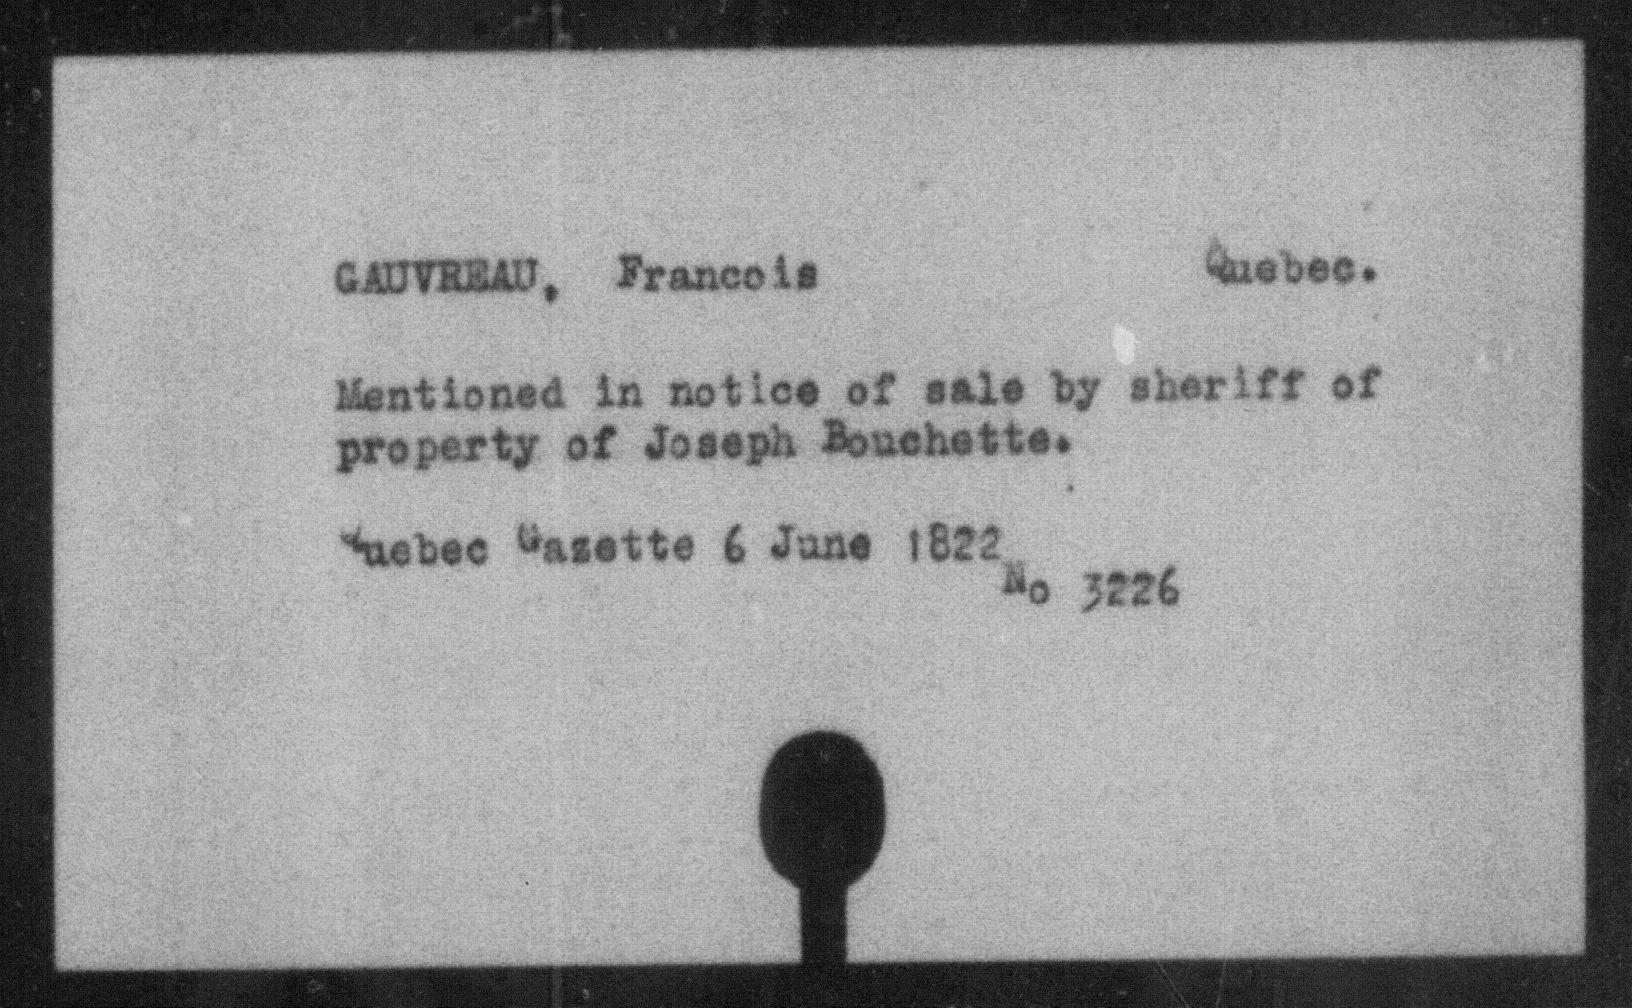 GAUVREAU, Francois Quebec.
Mentioned in notice of sale by sheriff of
property of Joseph Bouchette.
Quebec Gazette 6 June 1822
No 3226